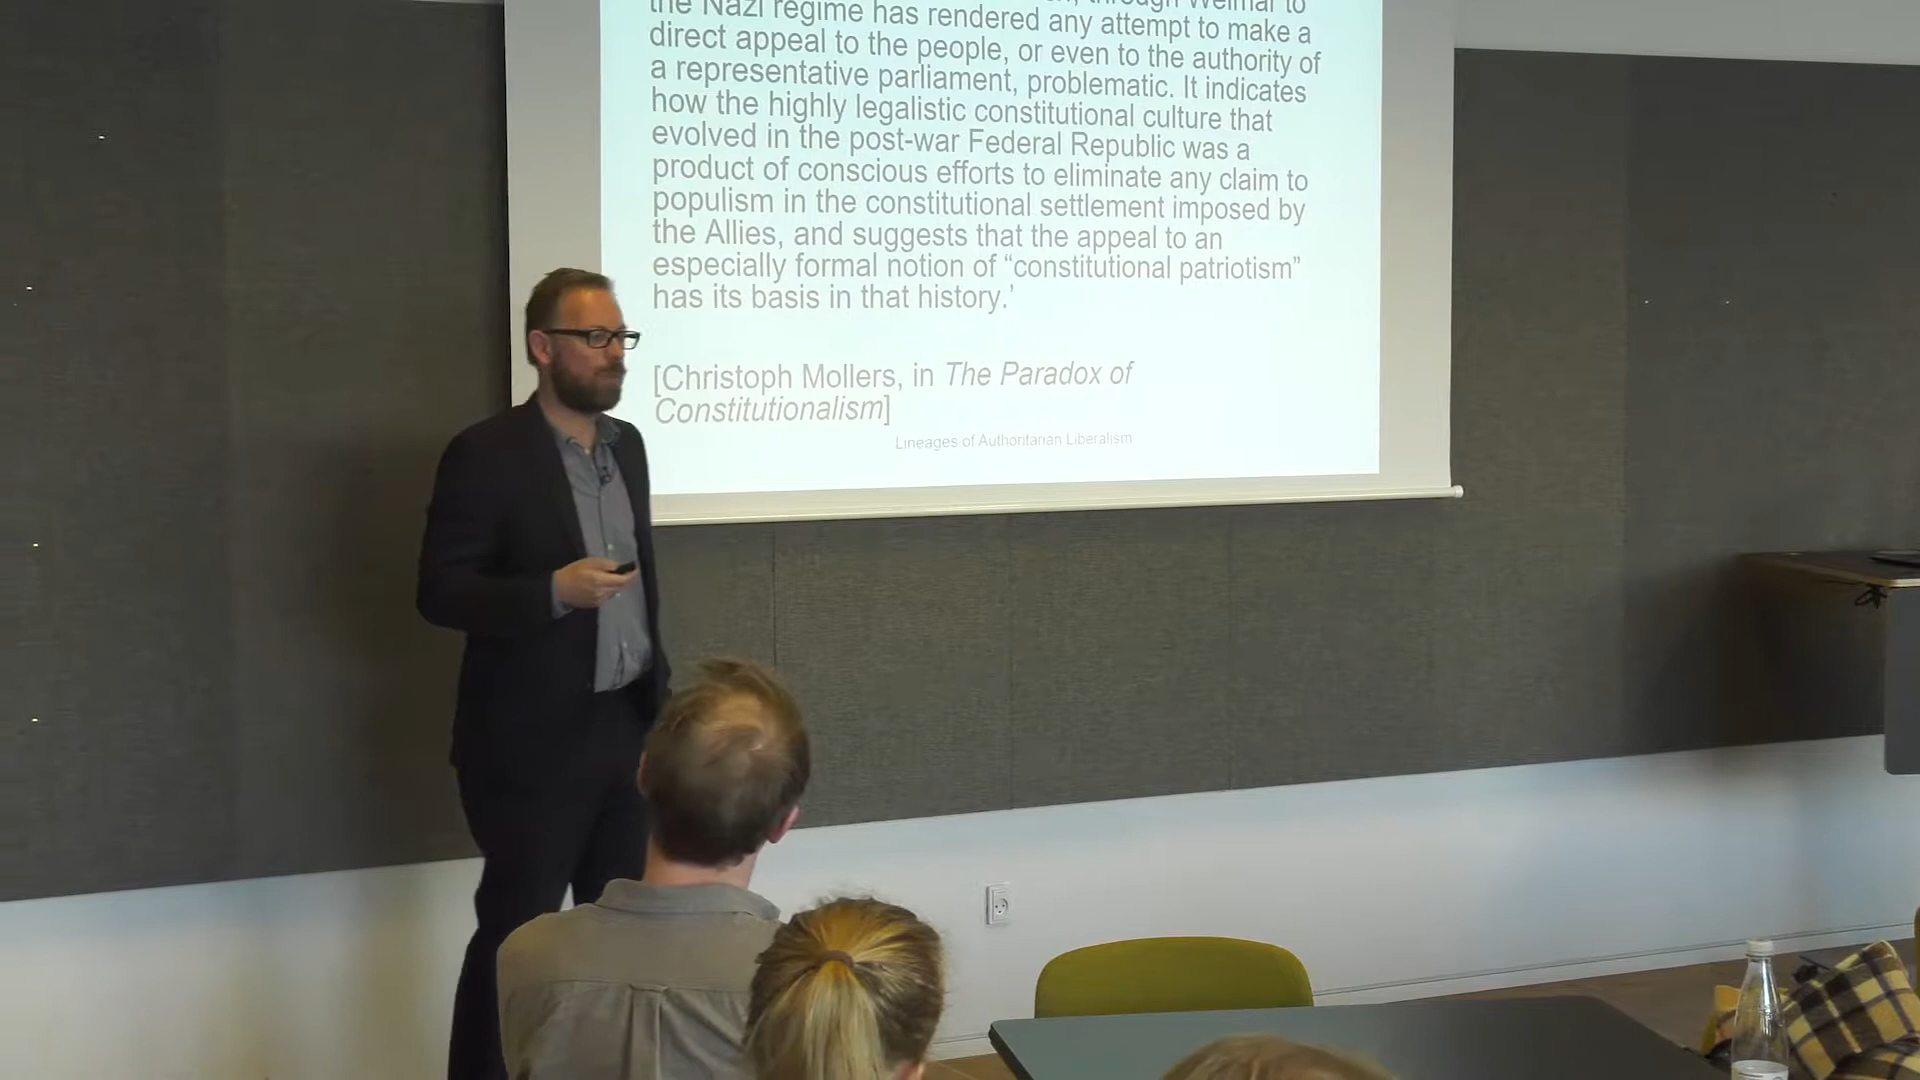 through Weimar to
the Nazi regime has rendered any attempt to make a
direct appeal to the people, or even to the authority of
a representative parliament, problematic. It indicates
how the highly legalistic constitutional culture that
evolved in the post-war Federal Republic was a
product of conscious efforts to eliminate any claim to
populism in the constitutional settlement imposed by
the Allies, and suggests that the appeal to an
especially formal notion of “constitutional patriotism”
has its basis in that history.’
[Christoph Mollers, in The Paradox of
Constitutionalism]
Lineages of Authoritarian Liberalism